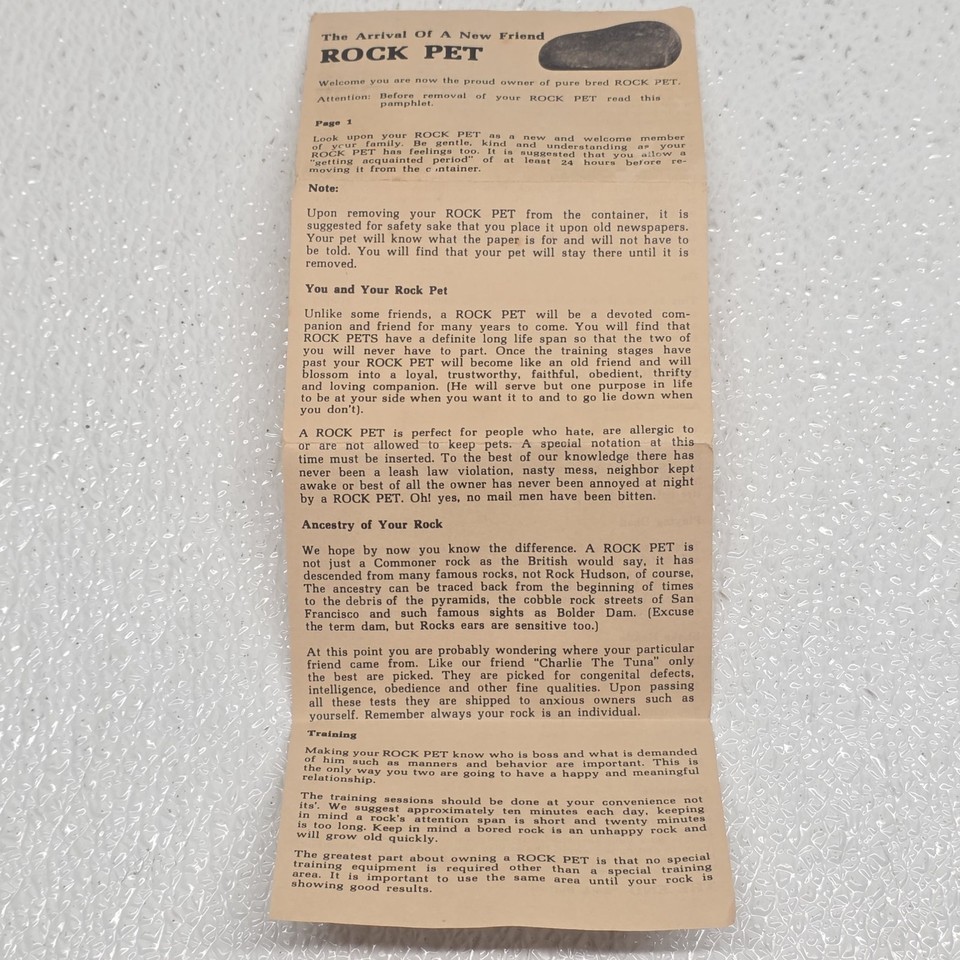 The Arrival Of A New Friend
ROCK PET
Welcome you are now the proud owner of pure bred ROCK PET.
Attention: Before removal of your ROCK PET read this
pamphlet.
Page 1
Look upon your ROCK PET as a new and welcome member
of your family. Be gentle, kind and understanding as your
ROCK PET has feelings too. It is suggested that you allow a
"getting acquainted period" of at least 24 hours before re-
moving it from the container.
Note:
Upon removing your ROCK PET from the container, it is
suggested for safety sake that you place it upon old newspapers.
Your pet will know what the paper is for and will not have to
be told. You will find that your pet will stay there until it is
removed.
You and Your Rock Pet
Unlike some friends, a ROCK PET will be a devoted com-
panion and friend for many years to come. You will find that
ROCK PETS have a definite long life span so that the two of
you will never have to part. Once the training stages have
past your ROCK PET will become like an old friend and will
blossom into a loyal, trustworthy, faithful, obedient, thrifty
and loving companion. (He will serve but one purpose in life
to be at your side when you want it to and to go lie down when
you don't).
A ROCK PET is perfect for people who hate, are allergic to
or are not allowed to keep pets. A special notation at this
time must be inserted. To the best of our knowledge there has
never been a leash law violation, nasty mess, neighbor kept
awake or best of all the owner has never been annoyed at night
by a ROCK PET. Oh! yes, no mail men have been bitten.
Ancestry of Your Rock
We hope by now you know the difference. A ROCK PET is
not just a Commoner rock as the British would say, it has
descended from many famous rocks, not Rock Hudson, of course,
The ancestry can be traced back from the beginning of times
to the debris of the pyramids, the cobble rock streets of San
Francisco and such famous sights as Bolder Dam. (Excuse
the term dam, but Rocks ears are sensitive too.)
At this point you are probably wondering where your particular
friend came from. Like our friend "Charlie The Tuna" only
the best are picked. They are picked for congenital defects,
intelligence, obedience and other fine qualities. Upon passing
all these tests they are shipped to anxious owners such as
yourself. Remember always your rock is an individual.
Training
Making your ROCK PET know who is boss and what is demanded
of him such as manners and behavior are important. This is
the only way you two are going to have a happy and meaningful
relationship.
The training sessions should be done at your convenience not
its'. We suggest approximately ten minutes each day, keeping
in mind a rock's attention span is short and twenty minutes
is too long. Keep in mind a bored rock is an unhappy rock and
will grow old quickly.
The greatest part about owning a ROCK PET is that no special
training equipment is required other than a special training
area. It is important to use the same area until your rock is
showing good results.